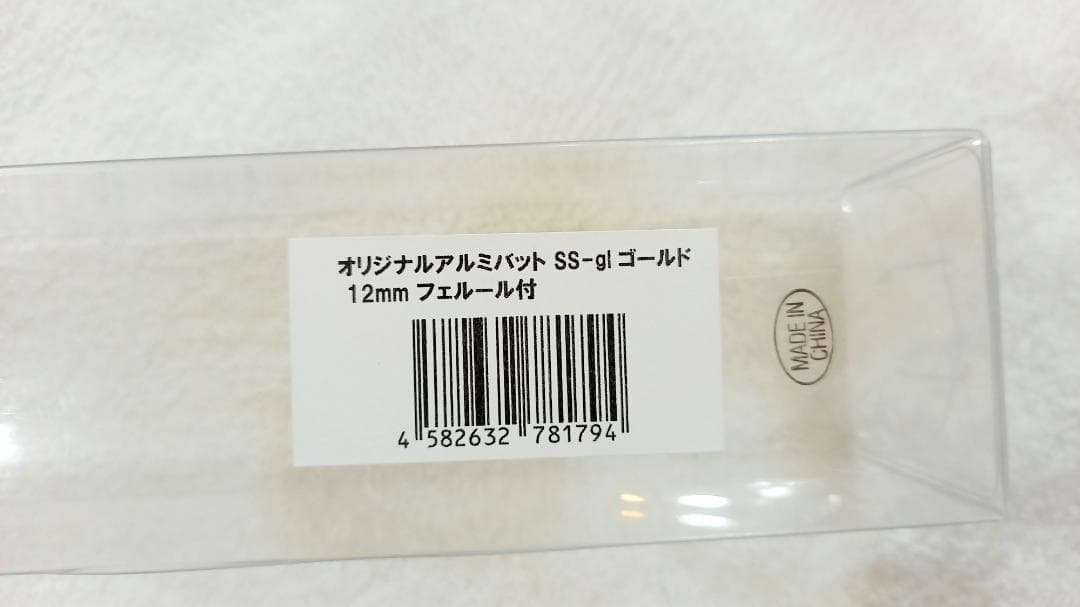 オリジナルアルミバット SS-gl ゴールド
12mm フェルール付
4 582632 781794
MADE IN
CHINA